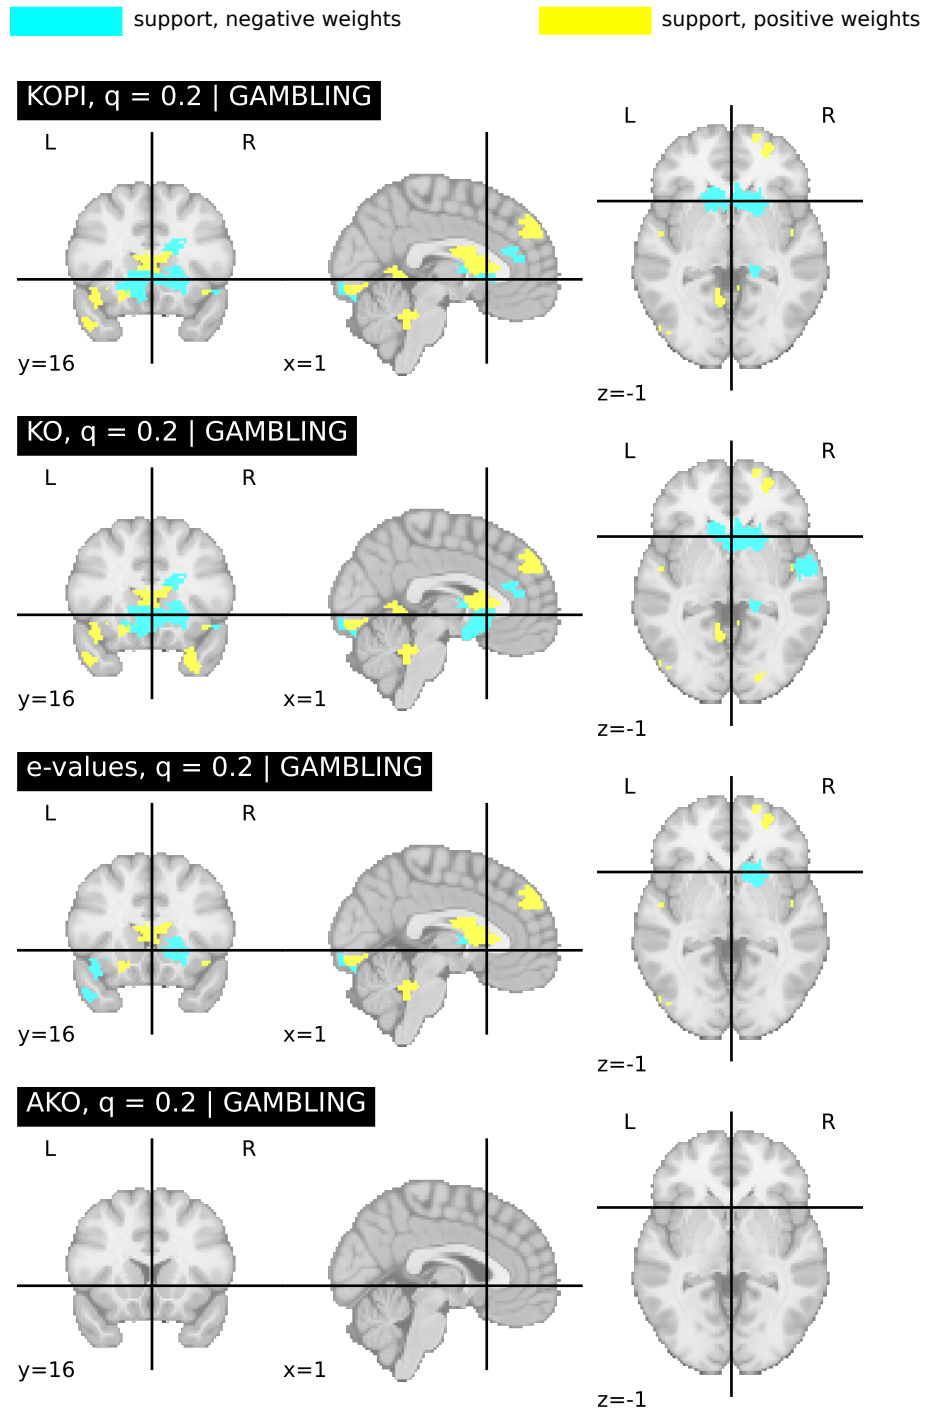 support, negative weights
support, positive weights
KOPI, q = 0.2 | GAMBLING
L R
L R
y=16
x=1
z=-1
KO, q = 0.2 | GAMBLING
L R
L R
y=16
x=1
z=-1
e-values, q = 0.2 | GAMBLING
L R
L R
y=16
x=1
z=-1
AKO, q = 0.2 | GAMBLING
L R
L R
y=16
x=1
z=-1